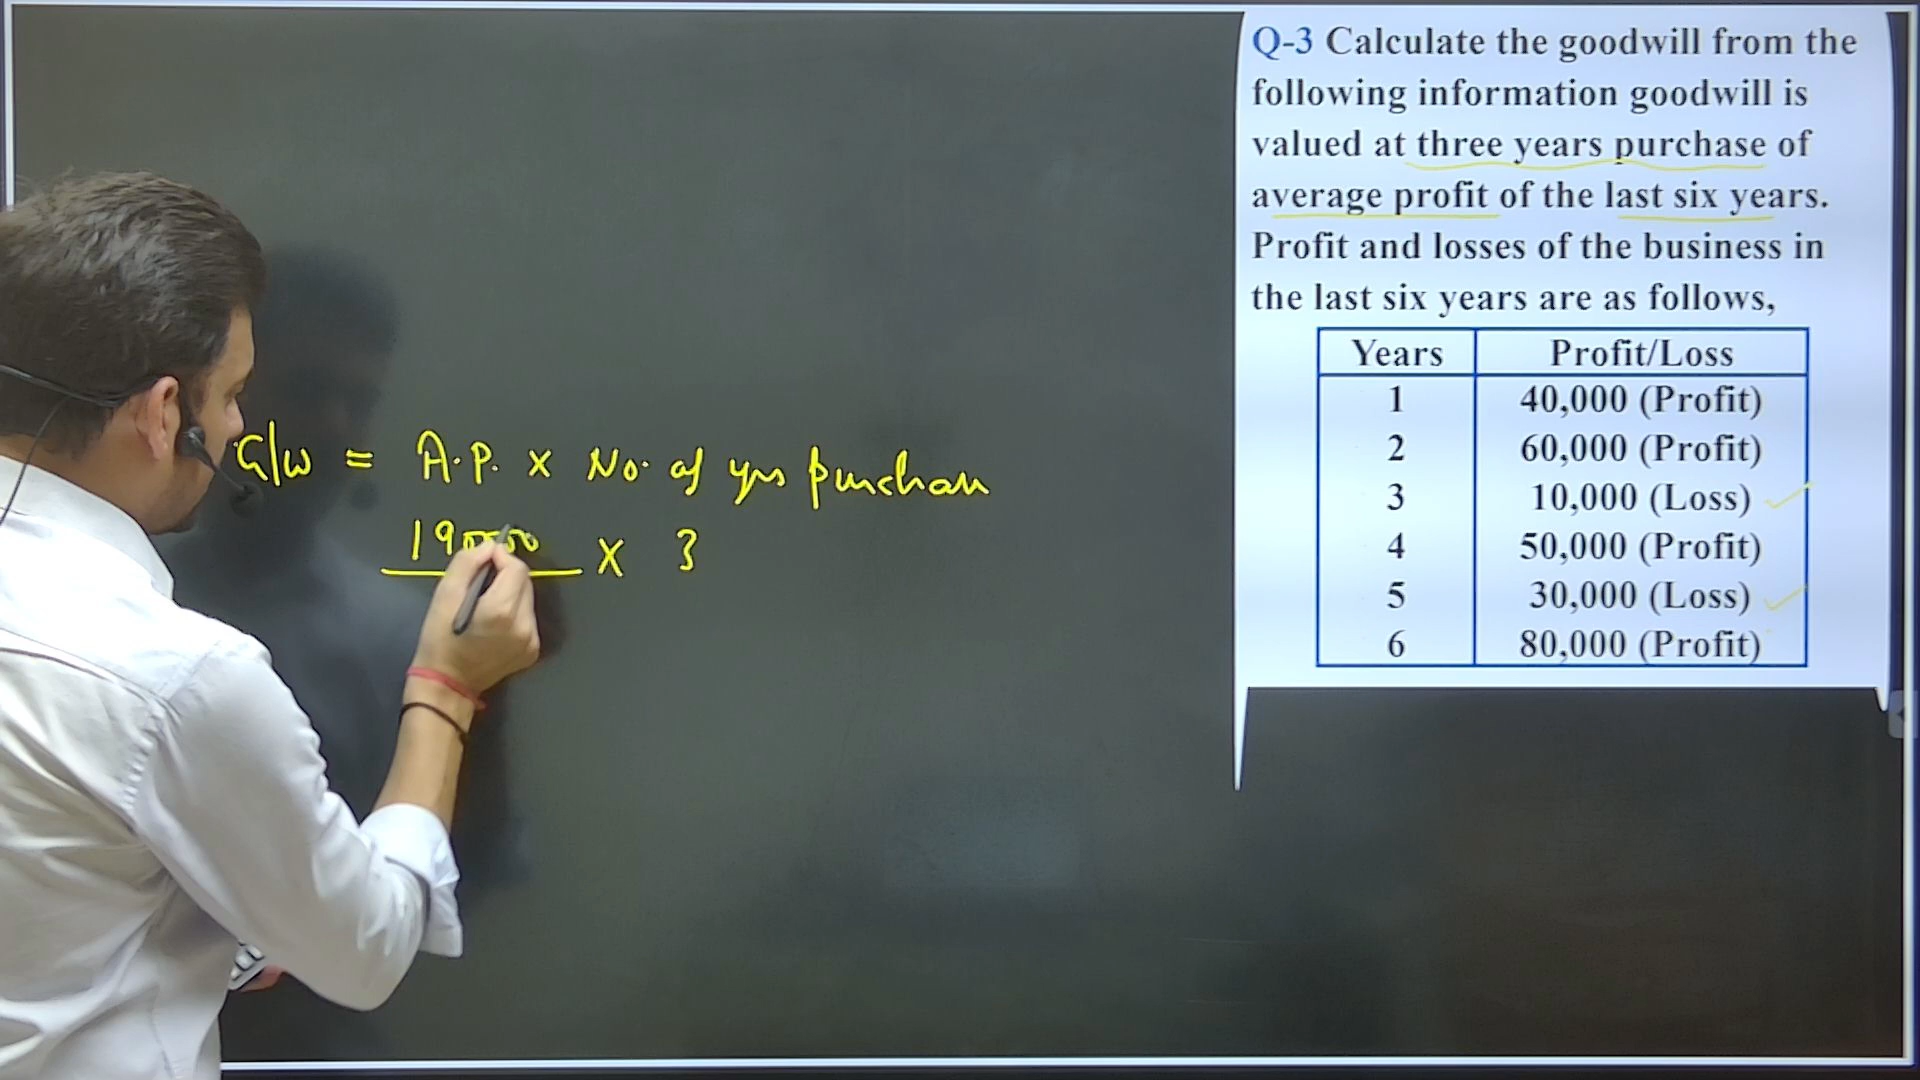 Q-3 Calculate the goodwill from the
following information goodwill is
valued at three years purchase of
average profit of the last six years.
Profit and losses of the business in
the last six years are as follows,
Years Profit/Loss
1 40,000 (Profit)
2 60,000 (Profit)
3 10,000 (Loss)
4 50,000 (Profit)
5 30,000 (Loss)
6 80,000 (Profit)
G/W = A.P. x No. of yrs purchase
190000 X 3